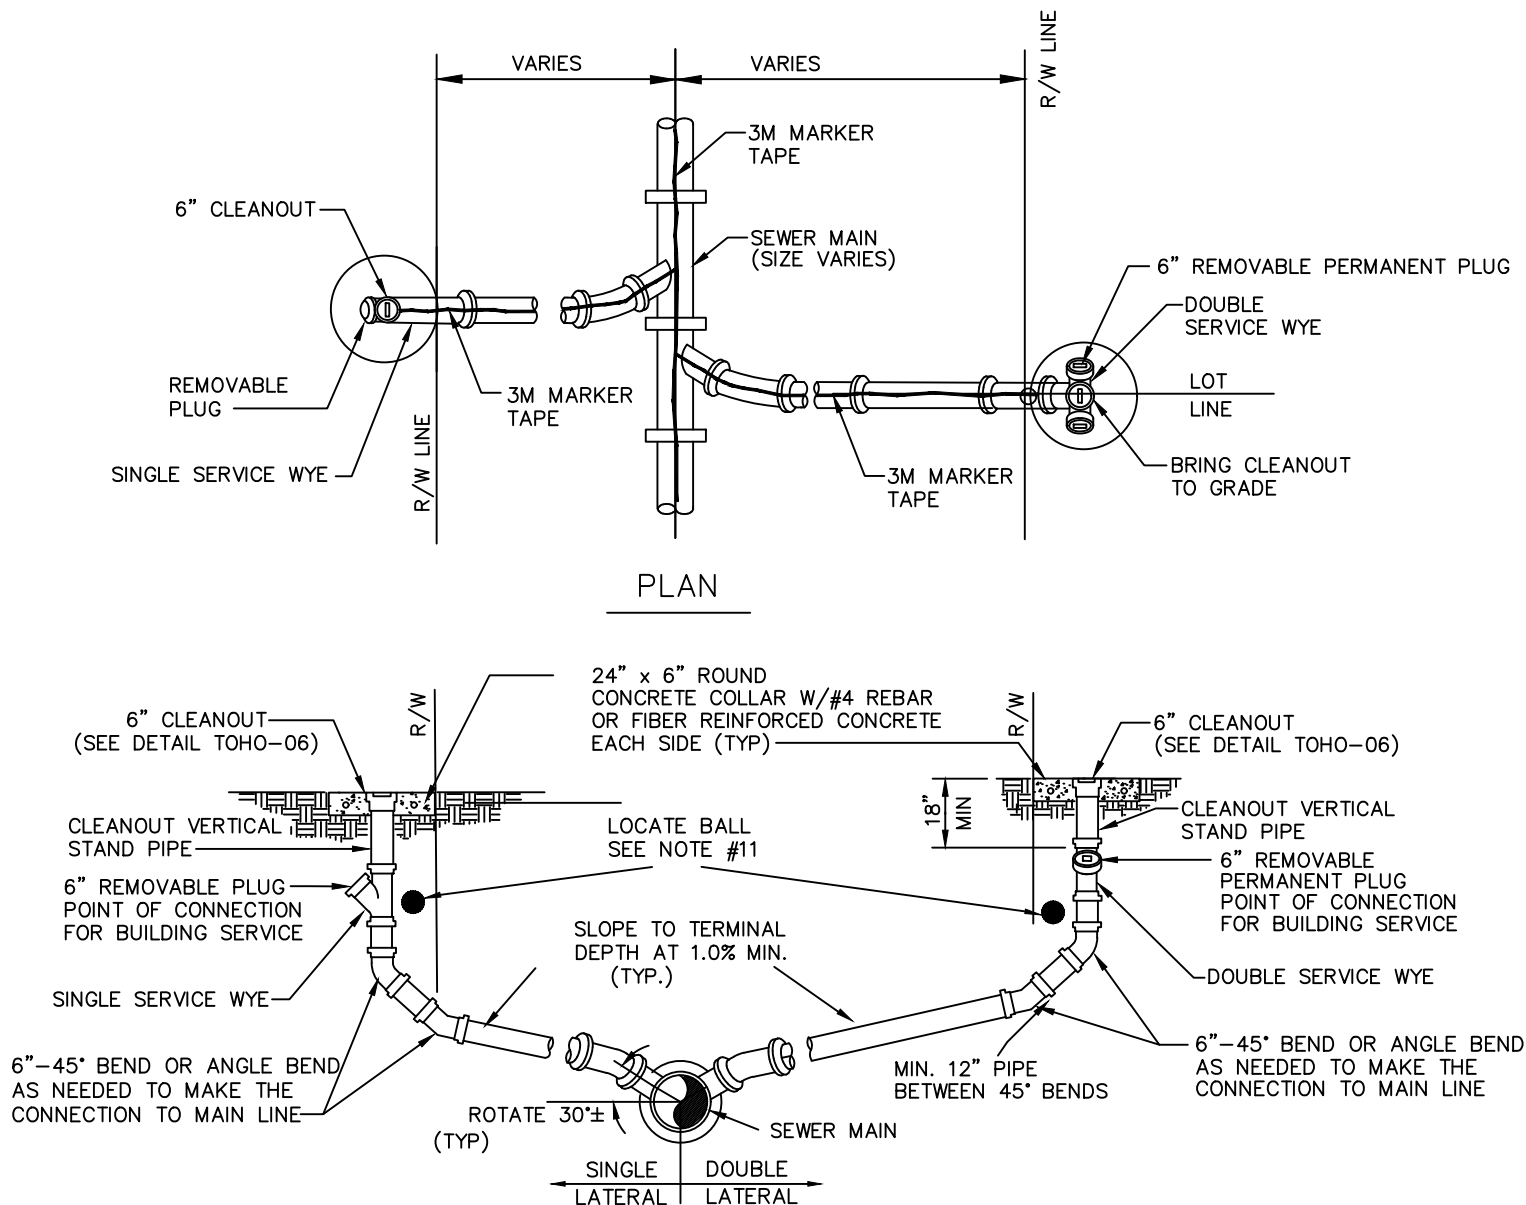 VARIES
VARIES
R/W LINE
3M MARKER
TAPE
6” CLEANOUT
SEWER MAIN
(SIZE VARIES)
6” REMOVABLE PERMANENT PLUG
DOUBLE
SERVICE WYE
REMOVABLE
PLUG
3M MARKER
TAPE
LOT
LINE
SINGLE SERVICE WYE
R/W LINE
3M MARKER
TAPE
BRING CLEANOUT
TO GRADE
PLAN
24” x 6” ROUND
CONCRETE COLLAR W/#4 REBAR
OR FIBER REINFORCED CONCRETE
EACH SIDE (TYP)
R/W
R/W
6” CLEANOUT
(SEE DETAIL TOHO-06)
6” CLEANOUT
(SEE DETAIL TOHO-06)
18”
MIN
CLEANOUT VERTICAL
STAND PIPE
LOCATE BALL
SEE NOTE #11
CLEANOUT VERTICAL
STAND PIPE
6” REMOVABLE PLUG
POINT OF CONNECTION
FOR BUILDING SERVICE
6” REMOVABLE
PERMANENT PLUG
POINT OF CONNECTION
FOR BUILDING SERVICE
SLOPE TO TERMINAL
DEPTH AT 1.0% MIN.
(TYP.)
SINGLE SERVICE WYE
DOUBLE SERVICE WYE
6”-45° BEND OR ANGLE BEND
AS NEEDED TO MAKE THE
CONNECTION TO MAIN LINE
MIN. 12” PIPE
BETWEEN 45° BENDS
6”-45° BEND OR ANGLE BEND
AS NEEDED TO MAKE THE
CONNECTION TO MAIN LINE
ROTATE 30°±
(TYP)
SEWER MAIN
SINGLE
LATERAL
DOUBLE
LATERAL